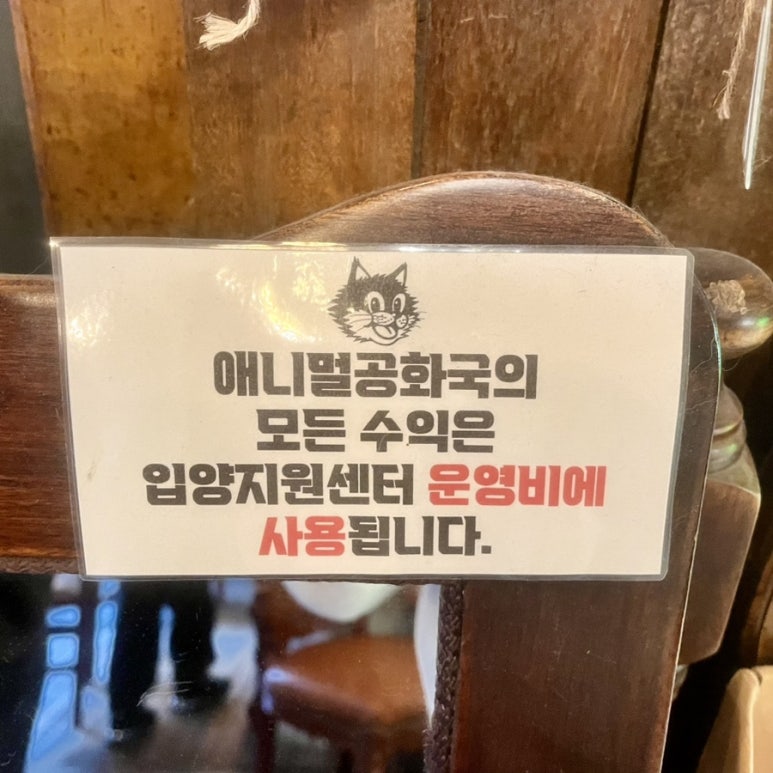 애니멀공화국의
모든 수익은
입양지원센터 운영비에
사용됩니다.